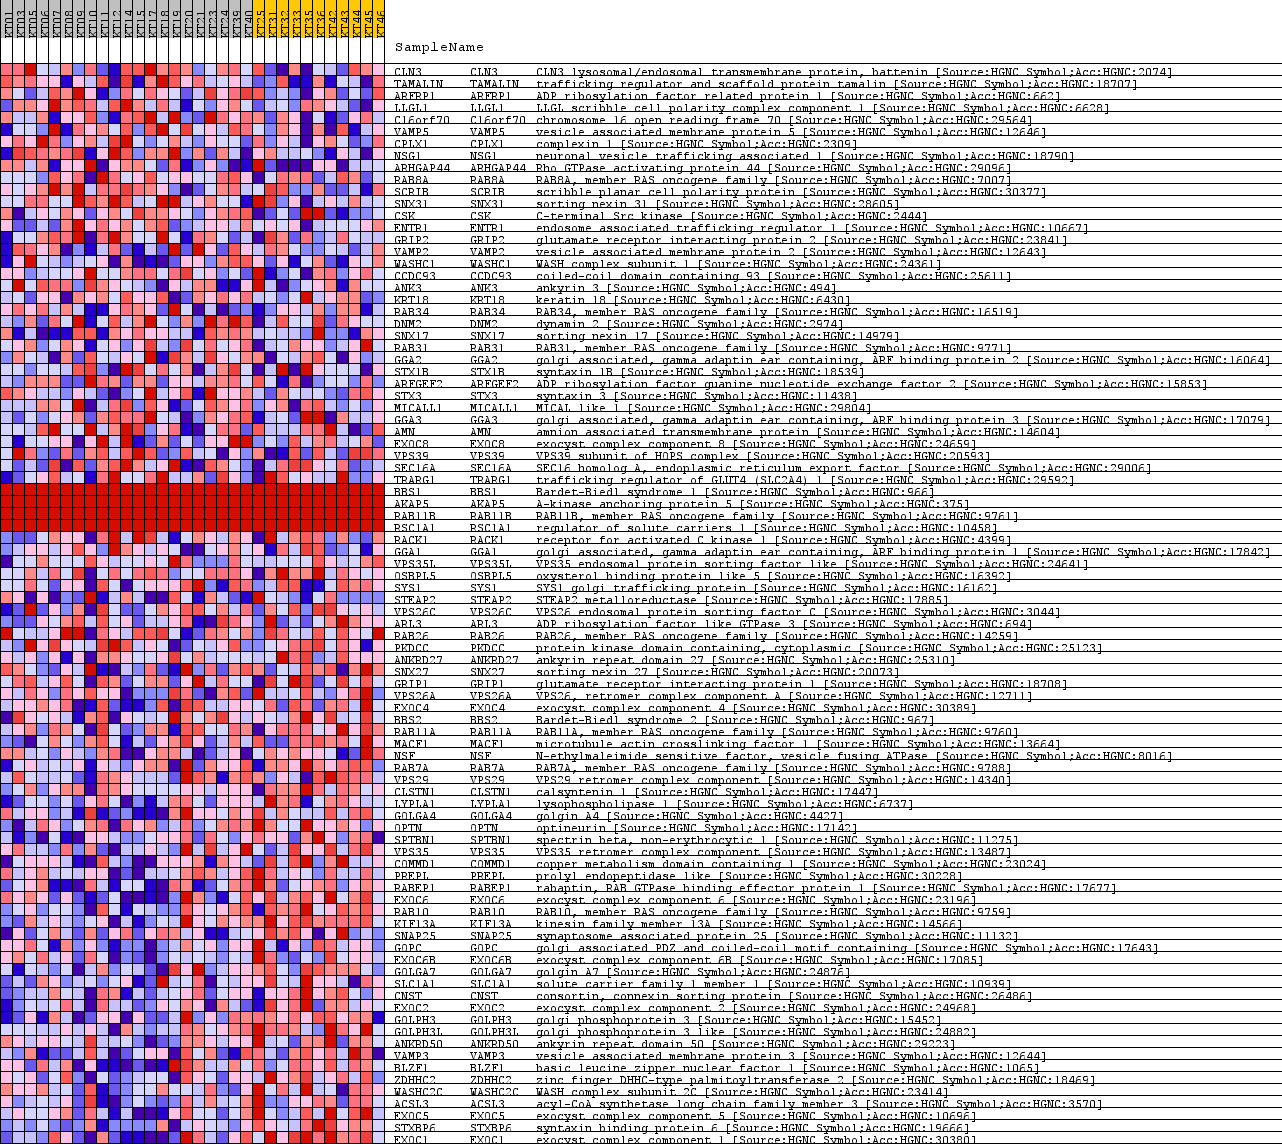 KT01 KT03 KT05 KT06 KT07 KT08 KT09 KT10 KT11 KT12 KT14 KT15 KT17 KT18 KT19 KT20 KT21 KT23 KT24 KT39 KT40 KT25 KT31 KT32 KT33 KT35 KT36 KT42 KT43 KT44 KT45 KT46
SampleName
CLN3 CLN3 CLN3 lysosomal/endosomal transmembrane protein, battenin [Source:HGNC Symbol;Acc:HGNC:2074]
TAMALIN TAMALIN trafficking regulator and scaffold protein tamalin [Source:HGNC Symbol;Acc:HGNC:18707]
ARFRP1 ARFRP1 ADP ribosylation factor related protein 1 [Source:HGNC Symbol;Acc:HGNC:662]
LLGL1 LLGL1 LLGL scribble cell polarity complex component 1 [Source:HGNC Symbol;Acc:HGNC:6628]
C16orf70 C16orf70 chromosome 16 open reading frame 70 [Source:HGNC Symbol;Acc:HGNC:29564]
VAMP5 VAMP5 vesicle associated membrane protein 5 [Source:HGNC Symbol;Acc:HGNC:12646]
CPLX1 CPLX1 complexin 1 [Source:HGNC Symbol;Acc:HGNC:2309]
NSG1 NSG1 neuronal vesicle trafficking associated 1 [Source:HGNC Symbol;Acc:HGNC:18790]
ARHGAP44 ARHGAP44 Rho GTPase activating protein 44 [Source:HGNC Symbol;Acc:HGNC:29096]
RAB8A RAB8A RAB8A, member RAS oncogene family [Source:HGNC Symbol;Acc:HGNC:7007]
SCRIB SCRIB scribble planar cell polarity protein [Source:HGNC Symbol;Acc:HGNC:30377]
SNX31 SNX31 sorting nexin 31 [Source:HGNC Symbol;Acc:HGNC:28605]
CSK CSK C-terminal Src kinase [Source:HGNC Symbol;Acc:HGNC:2444]
ENTR1 ENTR1 endosome associated trafficking regulator 1 [Source:HGNC Symbol;Acc:HGNC:10667]
GRIP2 GRIP2 glutamate receptor interacting protein 2 [Source:HGNC Symbol;Acc:HGNC:23841]
VAMP2 VAMP2 vesicle associated membrane protein 2 [Source:HGNC Symbol;Acc:HGNC:12643]
WASHC1 WASHC1 WASH complex subunit 1 [Source:HGNC Symbol;Acc:HGNC:24361]
CCDC93 CCDC93 coiled-coil domain containing 93 [Source:HGNC Symbol;Acc:HGNC:25611]
ANK3 ANK3 ankyrin 3 [Source:HGNC Symbol;Acc:HGNC:494]
KRT18 KRT18 keratin 18 [Source:HGNC Symbol;Acc:HGNC:6430]
RAB34 RAB34 RAB34, member RAS oncogene family [Source:HGNC Symbol;Acc:HGNC:16519]
DNM2 DNM2 dynamin 2 [Source:HGNC Symbol;Acc:HGNC:2974]
SNX17 SNX17 sorting nexin 17 [Source:HGNC Symbol;Acc:HGNC:14979]
RAB31 RAB31 RAB31, member RAS oncogene family [Source:HGNC Symbol;Acc:HGNC:9771]
GGA2 GGA2 golgi associated, gamma adaptin ear containing, ARF binding protein 2 [Source:HGNC Symbol;Acc:HGNC:16064]
STX1B STX1B syntaxin 1B [Source:HGNC Symbol;Acc:HGNC:18539]
ARFGEF2 ARFGEF2 ADP ribosylation factor guanine nucleotide exchange factor 2 [Source:HGNC Symbol;Acc:HGNC:15853]
STX3 STX3 syntaxin 3 [Source:HGNC Symbol;Acc:HGNC:11438]
MICALL1 MICALL1 MICAL like 1 [Source:HGNC Symbol;Acc:HGNC:29804]
GGA3 GGA3 golgi associated, gamma adaptin ear containing, ARF binding protein 3 [Source:HGNC Symbol;Acc:HGNC:17079]
AMN AMN amnion associated transmembrane protein [Source:HGNC Symbol;Acc:HGNC:14604]
EXOC8 EXOC8 exocyst complex component 8 [Source:HGNC Symbol;Acc:HGNC:24659]
VPS39 VPS39 VPS39 subunit of HOPS complex [Source:HGNC Symbol;Acc:HGNC:20593]
SEC16A SEC16A SEC16 homolog A, endoplasmic reticulum export factor [Source:HGNC Symbol;Acc:HGNC:29006]
TRARG1 TRARG1 trafficking regulator of GLUT4 (SLC2A4) 1 [Source:HGNC Symbol;Acc:HGNC:29592]
BBS1 BBS1 Bardet-Biedl syndrome 1 [Source:HGNC Symbol;Acc:HGNC:966]
AKAP5 AKAP5 A-kinase anchoring protein 5 [Source:HGNC Symbol;Acc:HGNC:375]
RAB11B RAB11B RAB11B, member RAS oncogene family [Source:HGNC Symbol;Acc:HGNC:9761]
RSC1A1 RSC1A1 regulator of solute carriers 1 [Source:HGNC Symbol;Acc:HGNC:10458]
RACK1 RACK1 receptor for activated C kinase 1 [Source:HGNC Symbol;Acc:HGNC:4399]
GGA1 GGA1 golgi associated, gamma adaptin ear containing, ARF binding protein 1 [Source:HGNC Symbol;Acc:HGNC:17842]
VPS35L VPS35L VPS35 endosomal protein sorting factor like [Source:HGNC Symbol;Acc:HGNC:24641]
OSBPL5 OSBPL5 oxysterol binding protein like 5 [Source:HGNC Symbol;Acc:HGNC:16392]
SYS1 SYS1 SYS1 golgi trafficking protein [Source:HGNC Symbol;Acc:HGNC:16162]
STEAP2 STEAP2 STEAP2 metalloreductase [Source:HGNC Symbol;Acc:HGNC:17885]
VPS26C VPS26C VPS26 endosomal protein sorting factor C [Source:HGNC Symbol;Acc:HGNC:3044]
ARL3 ARL3 ADP ribosylation factor like GTPase 3 [Source:HGNC Symbol;Acc:HGNC:694]
RAB26 RAB26 RAB26, member RAS oncogene family [Source:HGNC Symbol;Acc:HGNC:14259]
PKDCC PKDCC protein kinase domain containing, cytoplasmic [Source:HGNC Symbol;Acc:HGNC:25123]
ANKRD27 ANKRD27 ankyrin repeat domain 27 [Source:HGNC Symbol;Acc:HGNC:25310]
SNX27 SNX27 sorting nexin 27 [Source:HGNC Symbol;Acc:HGNC:20073]
GRIP1 GRIP1 glutamate receptor interacting protein 1 [Source:HGNC Symbol;Acc:HGNC:18708]
VPS26A VPS26A VPS26, retromer complex component A [Source:HGNC Symbol;Acc:HGNC:12711]
EXOC4 EXOC4 exocyst complex component 4 [Source:HGNC Symbol;Acc:HGNC:30389]
BBS2 BBS2 Bardet-Biedl syndrome 2 [Source:HGNC Symbol;Acc:HGNC:967]
RAB11A RAB11A RAB11A, member RAS oncogene family [Source:HGNC Symbol;Acc:HGNC:9760]
MACF1 MACF1 microtubule actin crosslinking factor 1 [Source:HGNC Symbol;Acc:HGNC:13664]
NSF NSF N-ethylmaleimide sensitive factor, vesicle fusing ATPase [Source:HGNC Symbol;Acc:HGNC:8016]
RAB7A RAB7A RAB7A, member RAS oncogene family [Source:HGNC Symbol;Acc:HGNC:9788]
VPS29 VPS29 VPS29 retromer complex component [Source:HGNC Symbol;Acc:HGNC:14340]
CLSTN1 CLSTN1 calsyntenin 1 [Source:HGNC Symbol;Acc:HGNC:17447]
LYPLA1 LYPLA1 lysophospholipase 1 [Source:HGNC Symbol;Acc:HGNC:6737]
GOLGA4 GOLGA4 golgin A4 [Source:HGNC Symbol;Acc:HGNC:4427]
OPTN OPTN optineurin [Source:HGNC Symbol;Acc:HGNC:17142]
SPTBN1 SPTBN1 spectrin beta, non-erythrocytic 1 [Source:HGNC Symbol;Acc:HGNC:11275]
VPS35 VPS35 VPS35 retromer complex component [Source:HGNC Symbol;Acc:HGNC:13487]
COMMD1 COMMD1 copper metabolism domain containing 1 [Source:HGNC Symbol;Acc:HGNC:23024]
PREPL PREPL prolyl endopeptidase like [Source:HGNC Symbol;Acc:HGNC:30228]
RABEP1 RABEP1 rabaptin, RAB GTPase binding effector protein 1 [Source:HGNC Symbol;Acc:HGNC:17677]
EXOC6 EXOC6 exocyst complex component 6 [Source:HGNC Symbol;Acc:HGNC:23196]
RAB10 RAB10 RAB10, member RAS oncogene family [Source:HGNC Symbol;Acc:HGNC:9759]
KIF13A KIF13A kinesin family member 13A [Source:HGNC Symbol;Acc:HGNC:14566]
SNAP25 SNAP25 synaptosome associated protein 25 [Source:HGNC Symbol;Acc:HGNC:11132]
GOPC GOPC golgi associated PDZ and coiled-coil motif containing [Source:HGNC Symbol;Acc:HGNC:17643]
EXOC6B EXOC6B exocyst complex component 6B [Source:HGNC Symbol;Acc:HGNC:17085]
GOLGA7 GOLGA7 golgin A7 [Source:HGNC Symbol;Acc:HGNC:24876]
SLC1A1 SLC1A1 solute carrier family 1 member 1 [Source:HGNC Symbol;Acc:HGNC:10939]
CNST CNST consortin, connexin sorting protein [Source:HGNC Symbol;Acc:HGNC:26486]
EXOC2 EXOC2 exocyst complex component 2 [Source:HGNC Symbol;Acc:HGNC:24968]
GOLPH3 GOLPH3 golgi phosphoprotein 3 [Source:HGNC Symbol;Acc:HGNC:15452]
GOLPH3L GOLPH3L golgi phosphoprotein 3 like [Source:HGNC Symbol;Acc:HGNC:24882]
ANKRD50 ANKRD50 ankyrin repeat domain 50 [Source:HGNC Symbol;Acc:HGNC:29223]
VAMP3 VAMP3 vesicle associated membrane protein 3 [Source:HGNC Symbol;Acc:HGNC:12644]
BLZF1 BLZF1 basic leucine zipper nuclear factor 1 [Source:HGNC Symbol;Acc:HGNC:1065]
ZDHHC2 ZDHHC2 zinc finger DHHC-type palmitoyltransferase 2 [Source:HGNC Symbol;Acc:HGNC:18469]
WASHC2C WASHC2C WASH complex subunit 2C [Source:HGNC Symbol;Acc:HGNC:23414]
ACSL3 ACSL3 acyl-CoA synthetase long chain family member 3 [Source:HGNC Symbol;Acc:HGNC:3570]
EXOC5 EXOC5 exocyst complex component 5 [Source:HGNC Symbol;Acc:HGNC:10696]
STXBP6 STXBP6 syntaxin binding protein 6 [Source:HGNC Symbol;Acc:HGNC:19666]
EXOC1 EXOC1 exocyst complex component 1 [Source:HGNC Symbol;Acc:HGNC:30380]